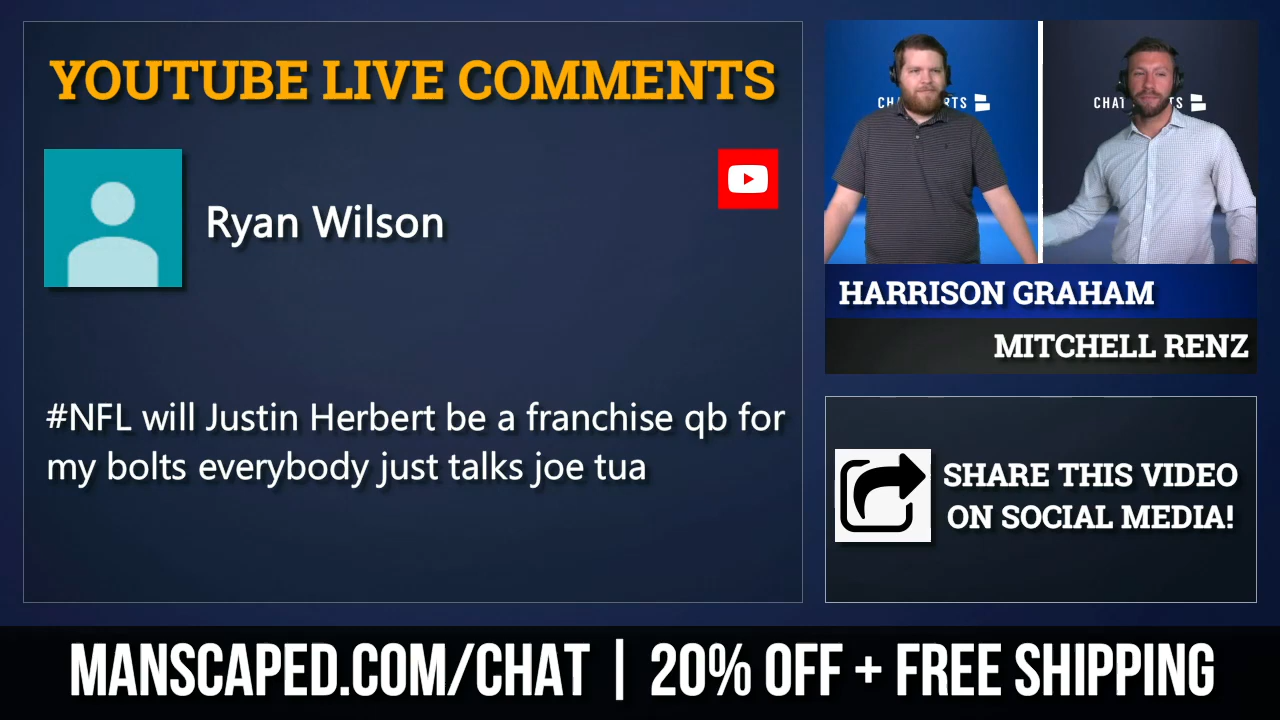 YOUTUBE LIVE COMMENTS
Ryan Wilson
#NFL will Justin Herbert be a franchise qb for
my bolts everybody just talks joe tua
HARRISON GRAHAM
MITCHELL RENZ
SHARE THIS VIDEO
ON SOCIAL MEDIA!
MANSCAPED.COM/CHAT | 20% OFF + FREE SHIPPING